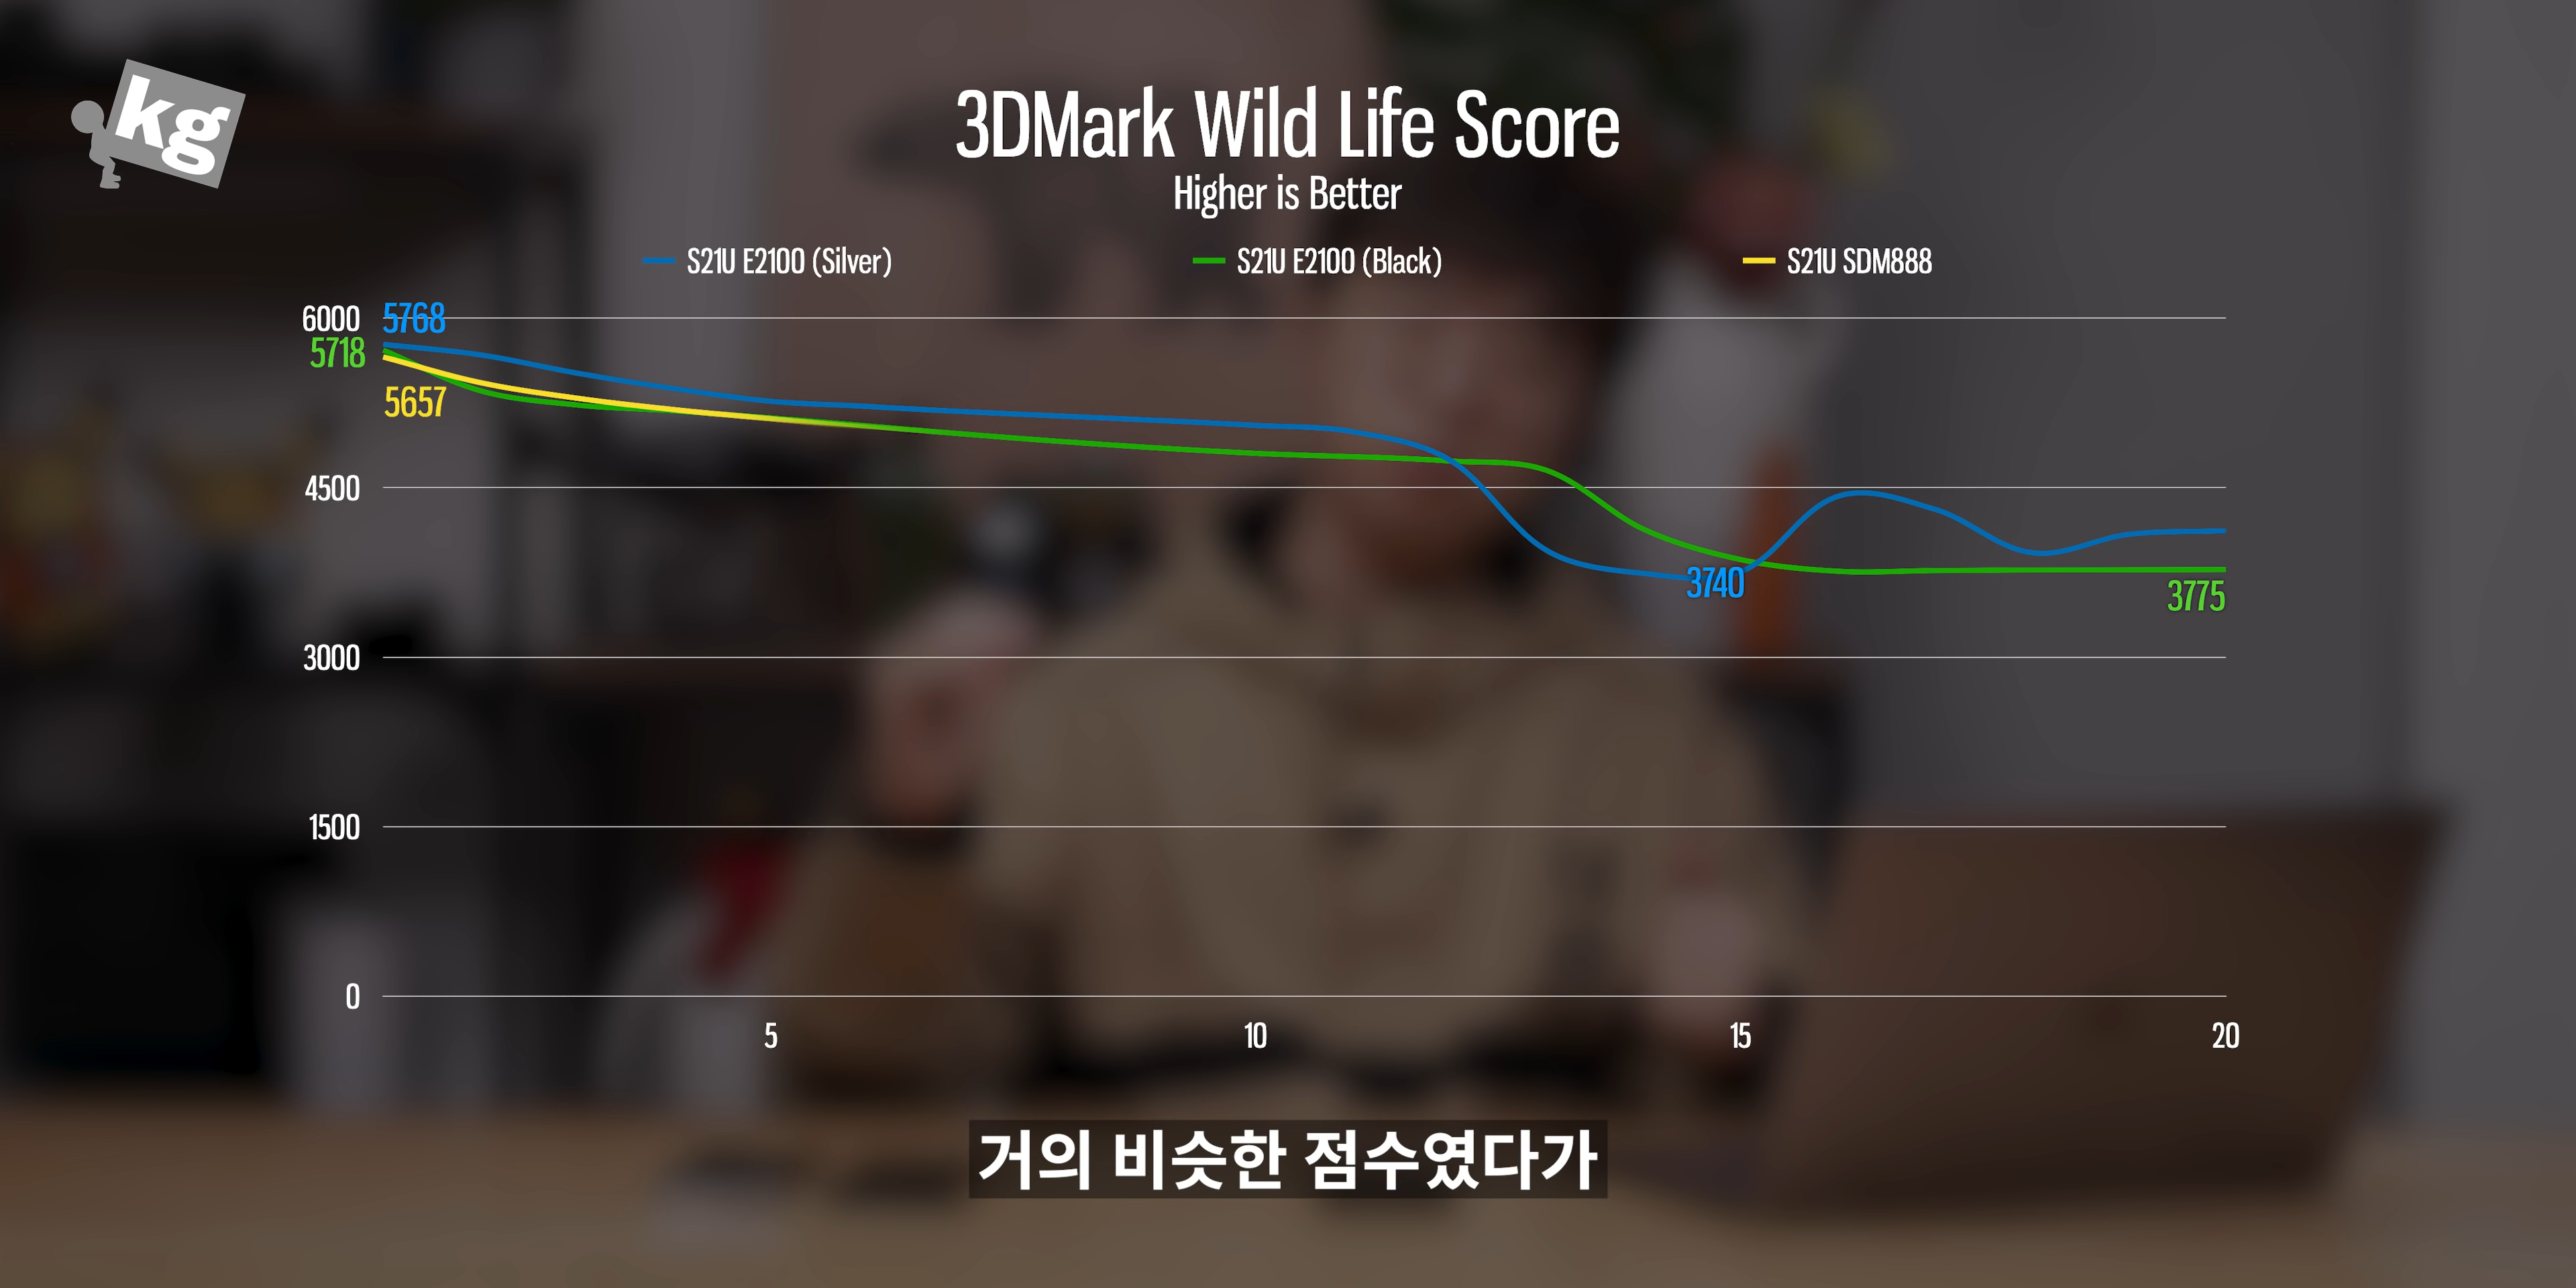 kg
3DMark Wild Life Score
Higher is Better
S21U E2100 (Silver) S21U E2100 (Black) S21U SDM888
6000 5768
5718
5657
4500
3740
3775
3000
1500
0
5 10 15 20
거의 비슷한 점수였다가